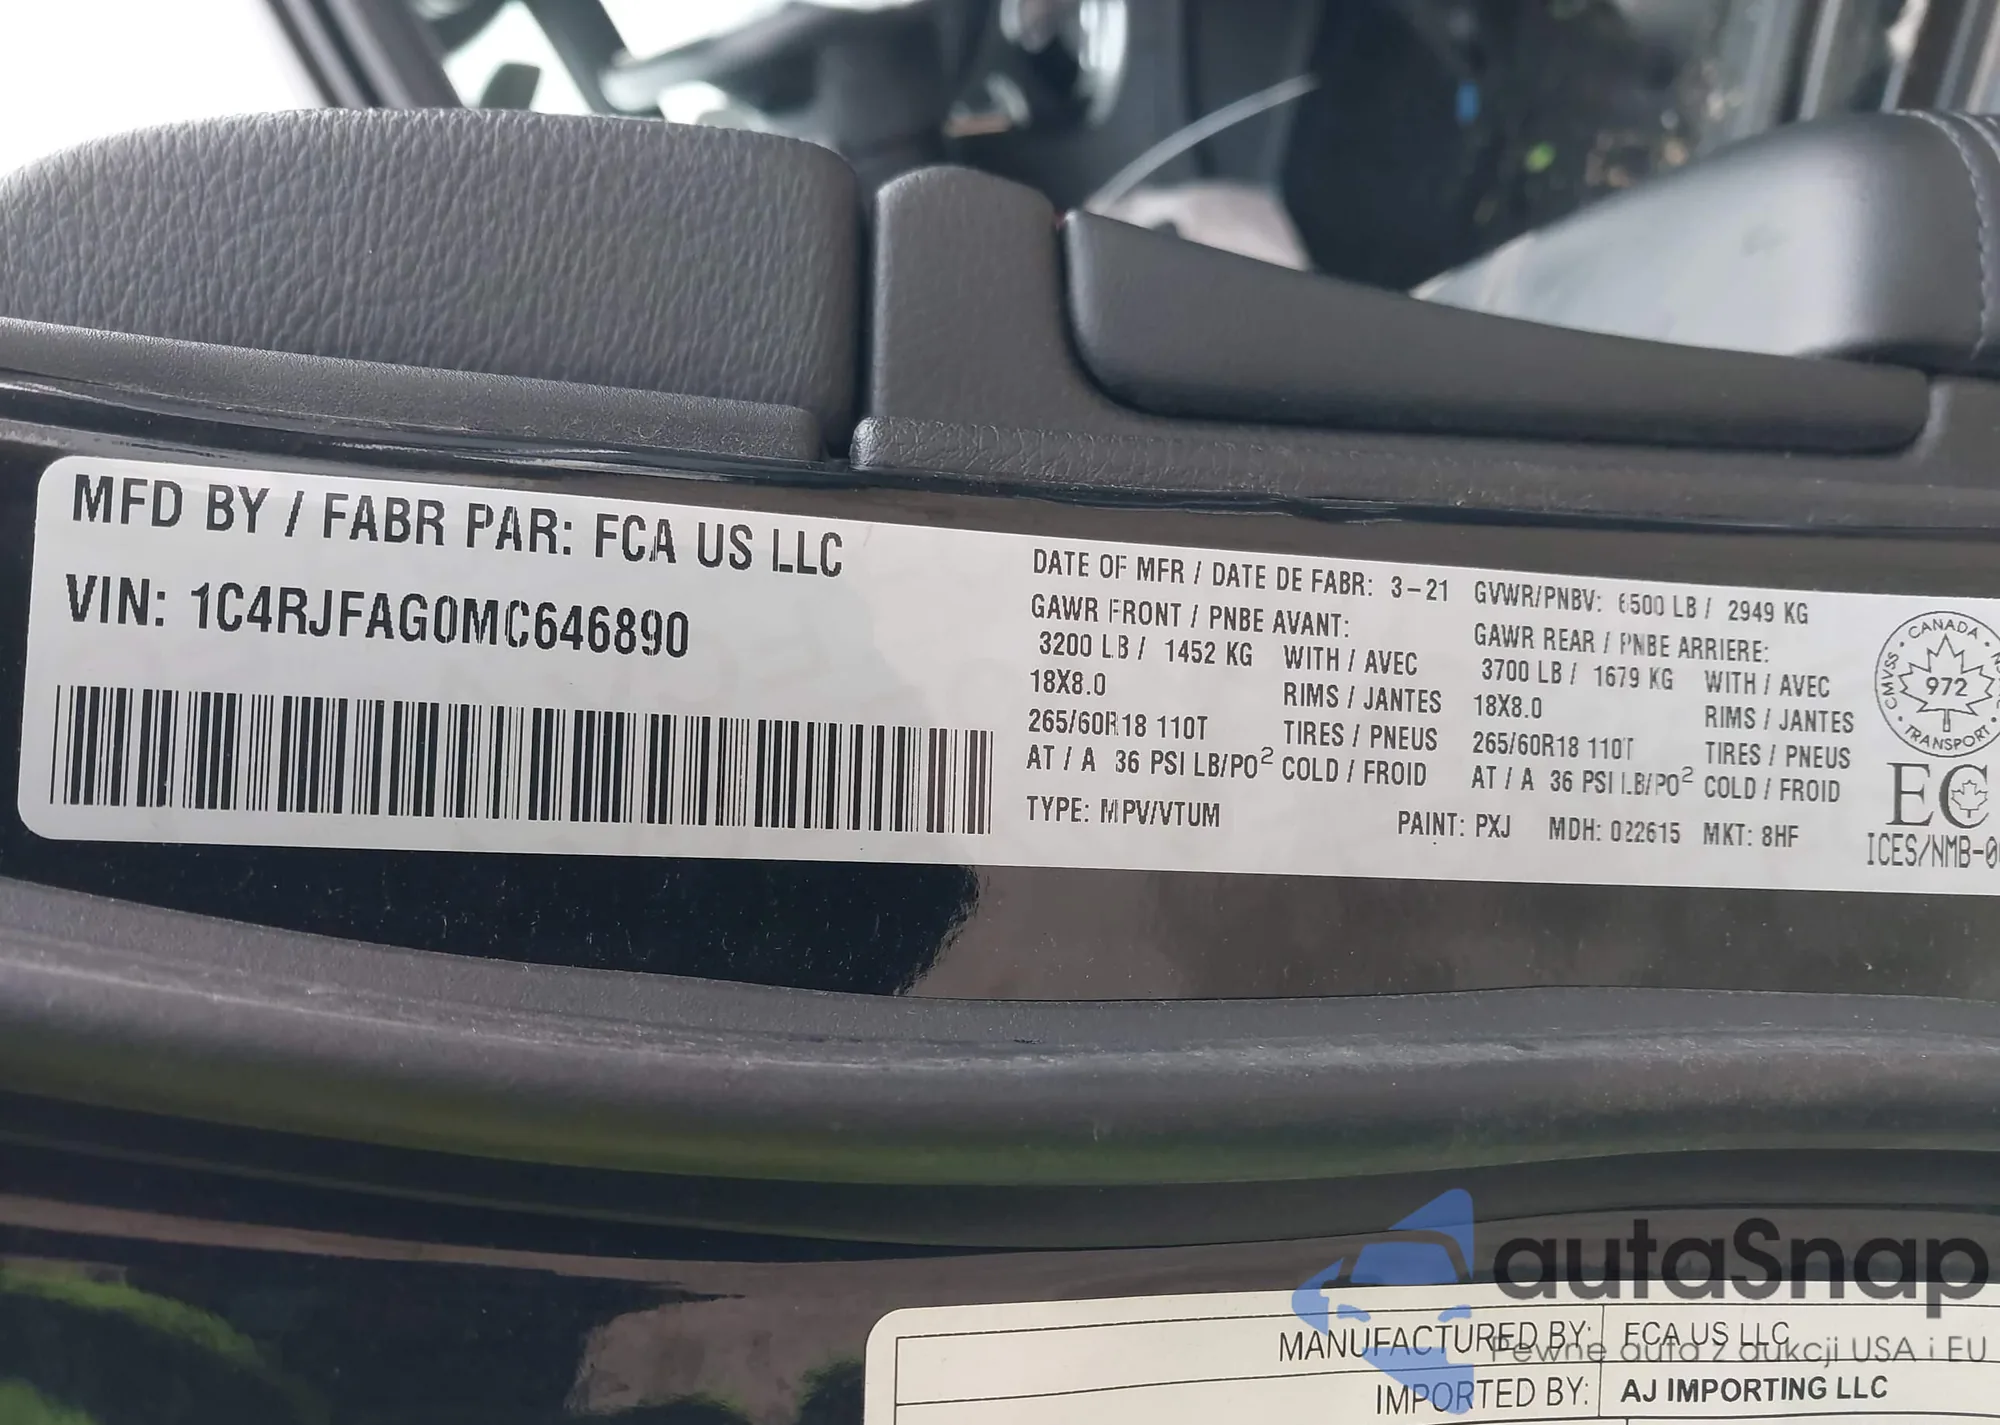 MFD BY / FABR PAR: FCA US LLC
VIN: 1C4RJFAG0MC646890
DATE OF MFR / DATE DE FABR: 3-21
GVWR/PNBV: 6500 LB / 2949 KG
GAWR FRONT / PNBE AVANT:
3200 LB / 1452 KG WITH / AVEC
18X8.0 RIMS / JANTES
265/60R18 110T TIRES / PNEUS
AT / A 36 PSI LB/PO² COLD / FROID
GAWR REAR / PNBE ARRIERE:
3700 LB / 1679 KG WITH / AVEC
18X8.0 RIMS / JANTES
265/60R18 110T TIRES / PNEUS
AT / A 36 PSI LB/PO² COLD / FROID
TYPE: MPV/VTUM
PAINT: PXJ MDH: 022615 MKT: 8HF
CANADA
CMVSS
972
TRANSPORT
EC
ICES/NMB-0
autaSnap
Pewne auta z aukcji USA i EU
MANUFACTURED BY: FCA US LLC
IMPORTED BY: AJ IMPORTING LLC